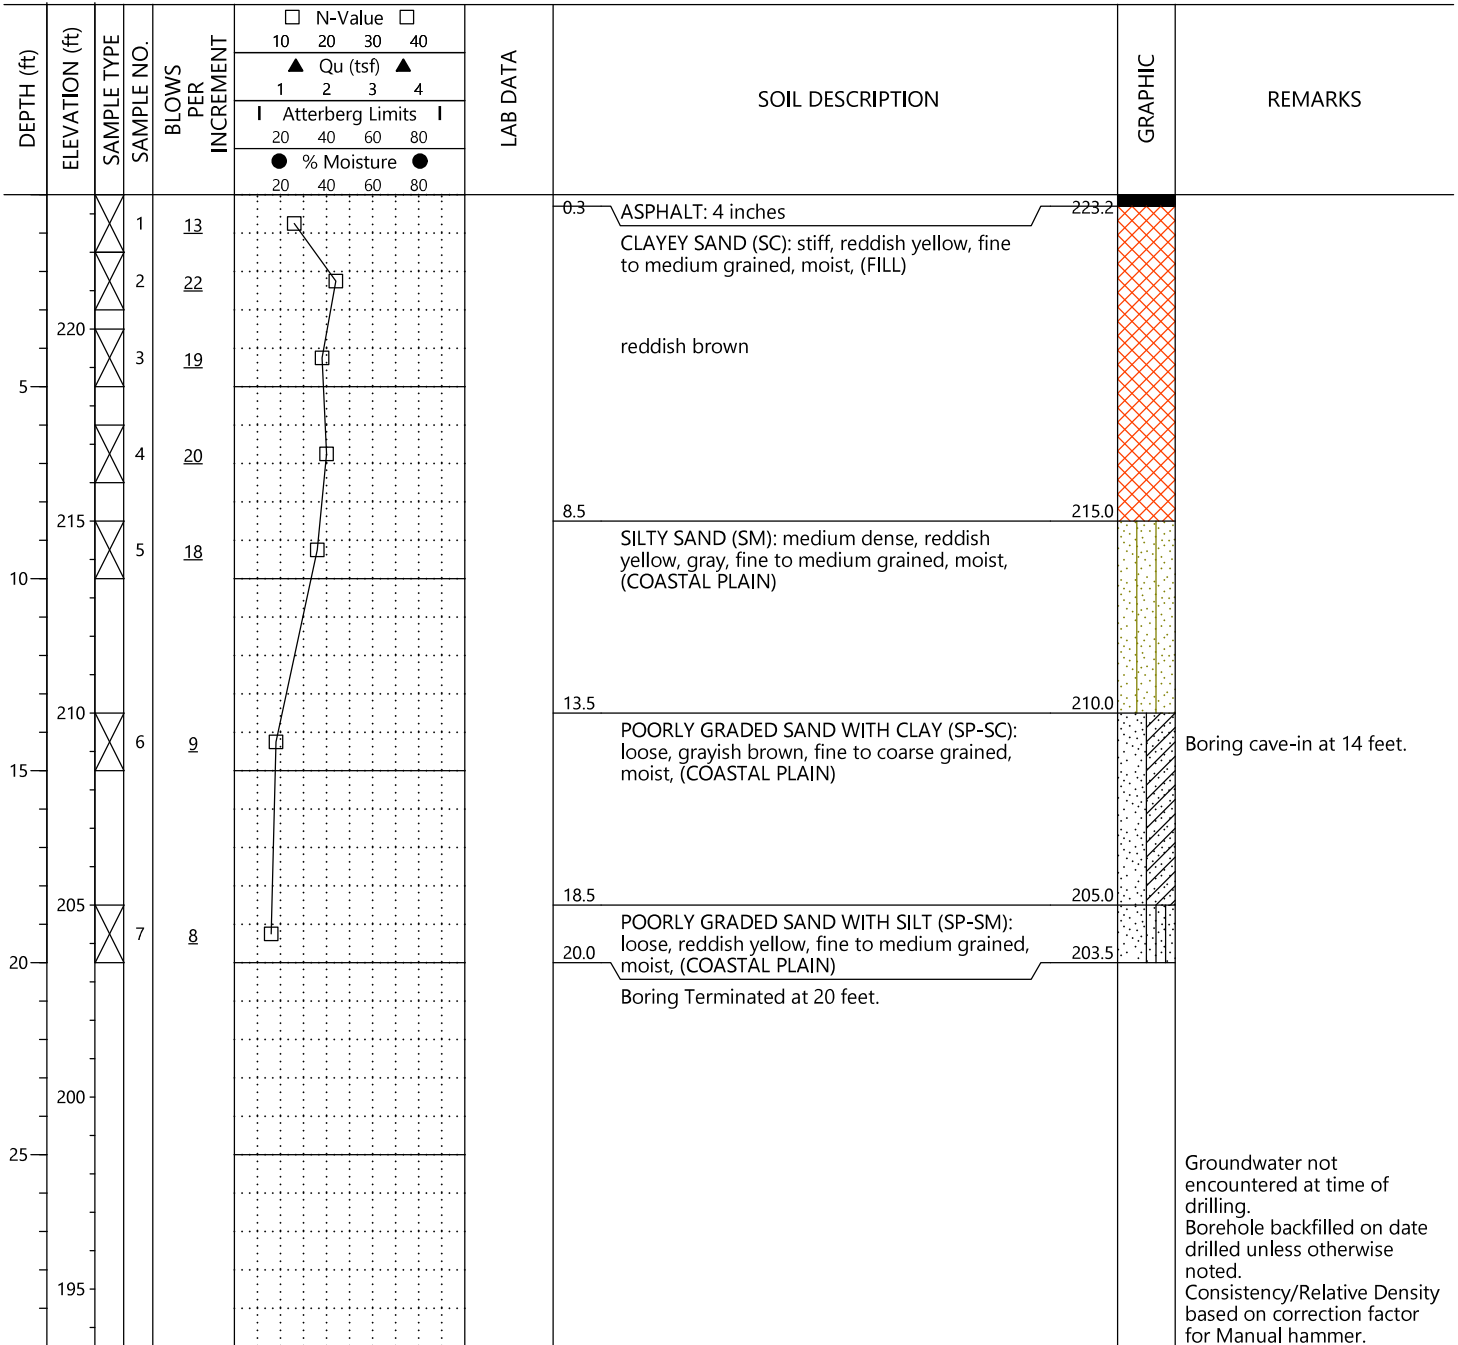 DEPTH (ft)
ELEVATION (ft)
SAMPLE TYPE
SAMPLE NO.
BLOWS
PER
INCREMENT
N-Value
10 20 30 40
Qu (tsf)
1 2 3 4
Atterberg Limits
20 40 60 80
% Moisture
20 40 60 80
LAB DATA
SOIL DESCRIPTION
GRAPHIC
REMARKS
0.3 ASPHALT: 4 inches 223.2
1 13
CLAYEY SAND (SC): stiff, reddish yellow, fine
to medium grained, moist, (FILL)
2 22
220
reddish brown
3 19
5
4 20
8.5 215.0
215
SILTY SAND (SM): medium dense, reddish
yellow, gray, fine to medium grained, moist,
(COASTAL PLAIN)
5 18
10
13.5 210.0
210
POORLY GRADED SAND WITH CLAY (SP-SC):
loose, grayish brown, fine to coarse grained,
moist, (COASTAL PLAIN)
6 9
Boring cave-in at 14 feet.
15
18.5 205.0
205
POORLY GRADED SAND WITH SILT (SP-SM):
loose, reddish yellow, fine to medium grained,
moist, (COASTAL PLAIN)
7 8
20.0 203.5
20
Boring Terminated at 20 feet.
200
25
Groundwater not
encountered at time of
drilling.
Borehole backfilled on date
drilled unless otherwise
noted.
195
Consistency/Relative Density
based on correction factor
for Manual hammer.